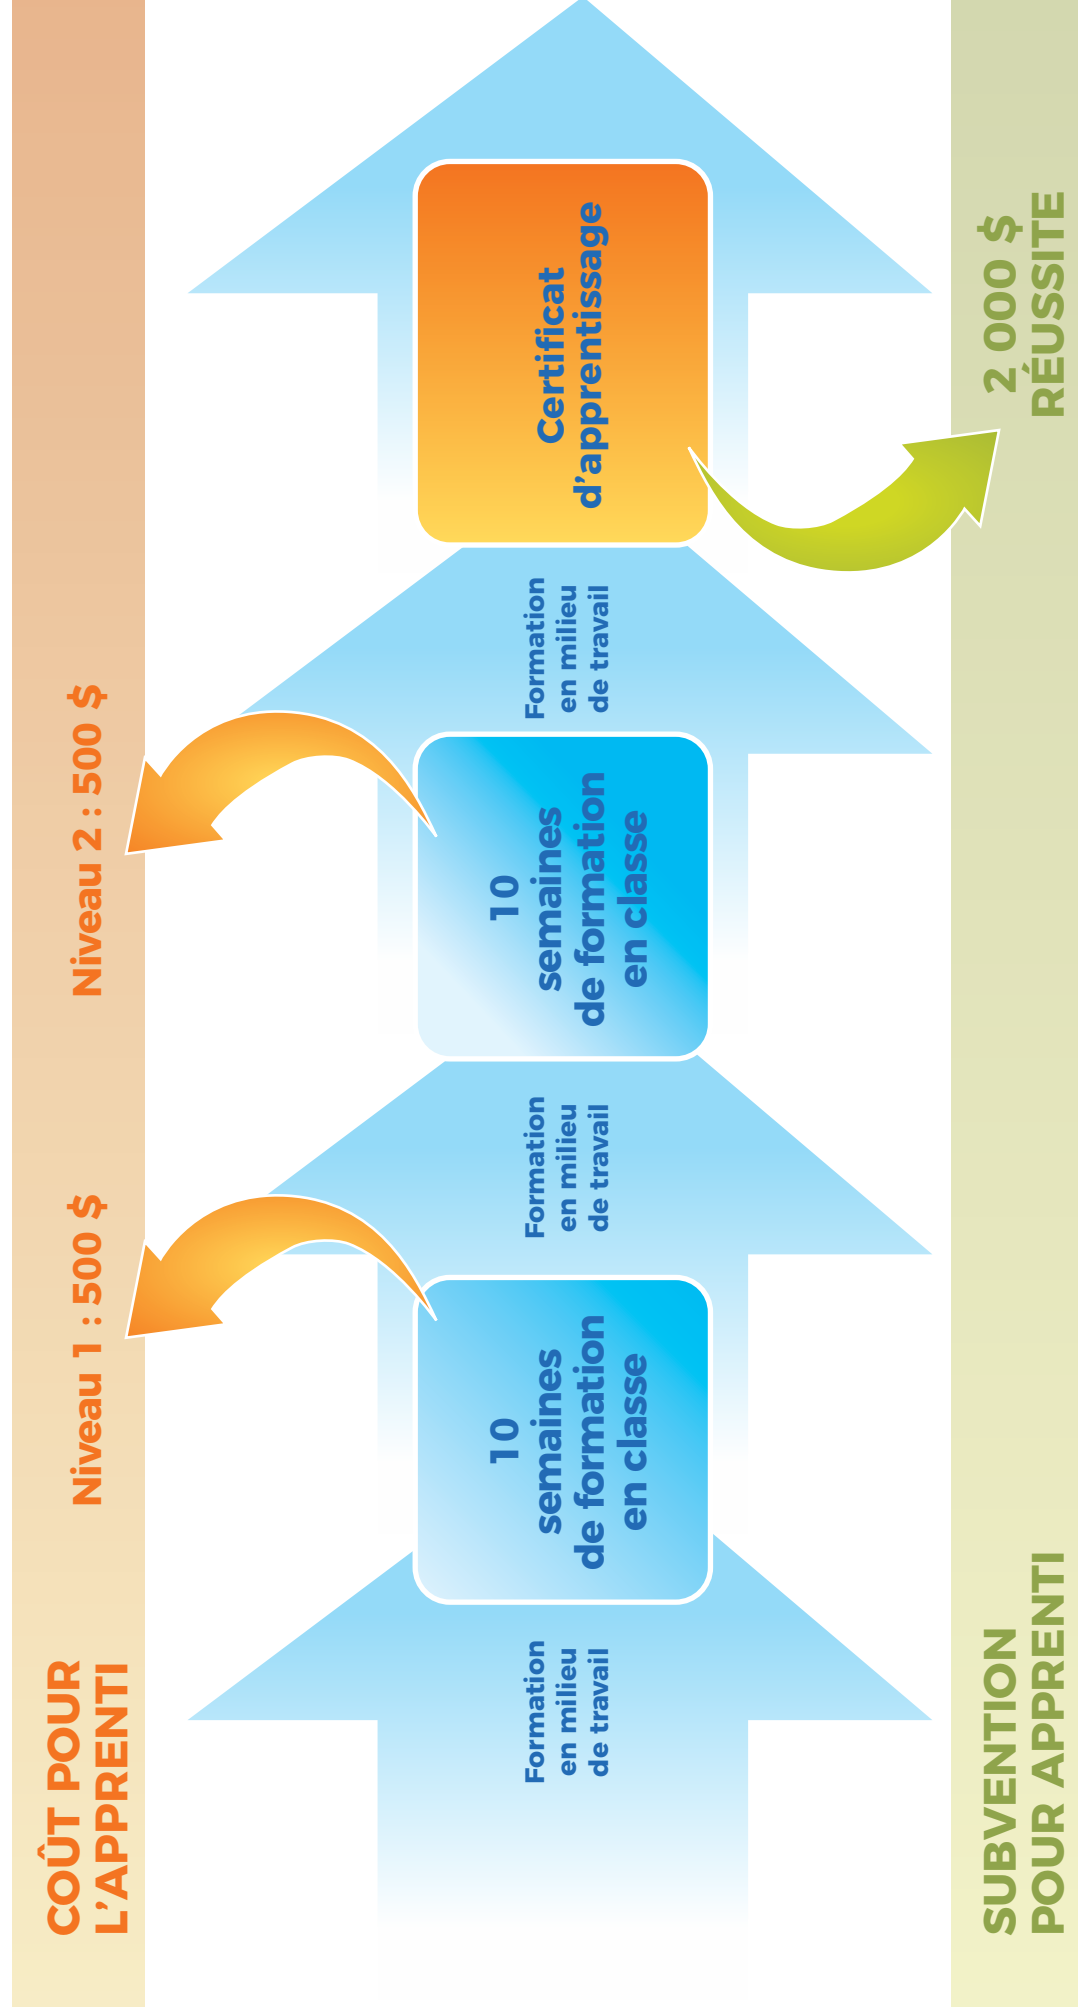 COÛT POUR
L'APPRENTI
Niveau 1 : 500 $
Niveau 2 : 500 $
Formation
en milieu
de travail
10
semaines
de formation
en classe
Formation
en milieu
de travail
10
semaines
de formation
en classe
Formation
en milieu
de travail
Certificat
d'apprentissage
SUBVENTION
POUR APPRENTI
2 000 $
RÉUSSITE